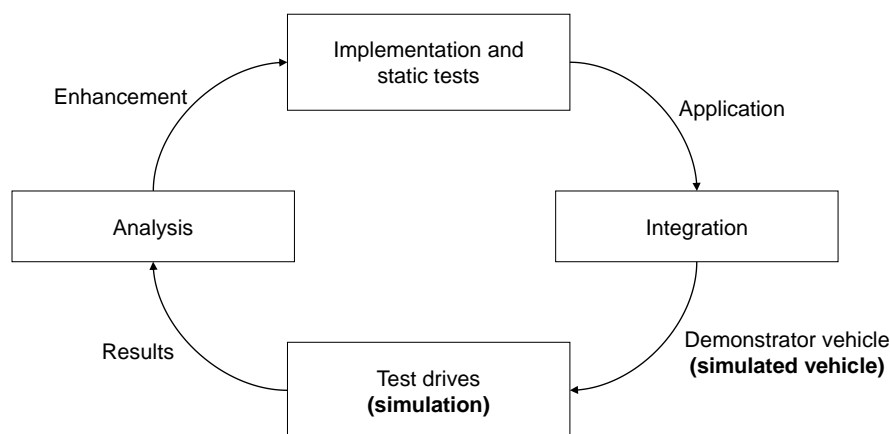 Implementation and
static tests
Enhancement
Application
Analysis
Integration
Results
Demonstrator vehicle
(simulated vehicle)
Test drives
(simulation)